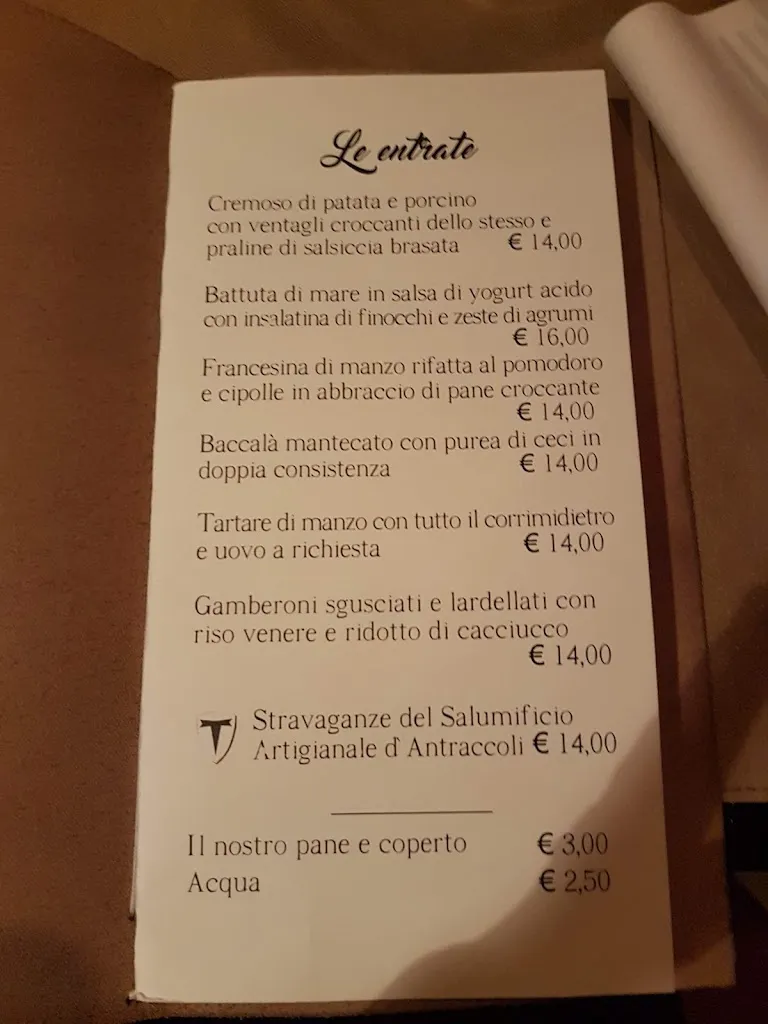 Le entrate
Cremoso di patata e porcino
con ventagli croccanti dello stesso e
praline di salsiccia brasata € 14,00
Battuta di mare in salsa di yogurt acido
con insalatina di finocchi e zeste di agrumi
€ 16,00
Francesina di manzo rifatta al pomodoro
e cipolle in abbraccio di pane croccante
€ 14,00
Baccalà mantecato con purea di ceci in
doppia consistenza € 14,00
Tartare di manzo con tutto il corrimidietro
e uovo a richiesta € 14,00
Gamberoni sgusciati e lardellati con
riso venere e ridotto di cacciucco
€ 14,00
Stravaganze del Salumificio
Artigianale d' Antraccoli € 14,00
Il nostro pane e coperto € 3,00
Acqua € 2,50